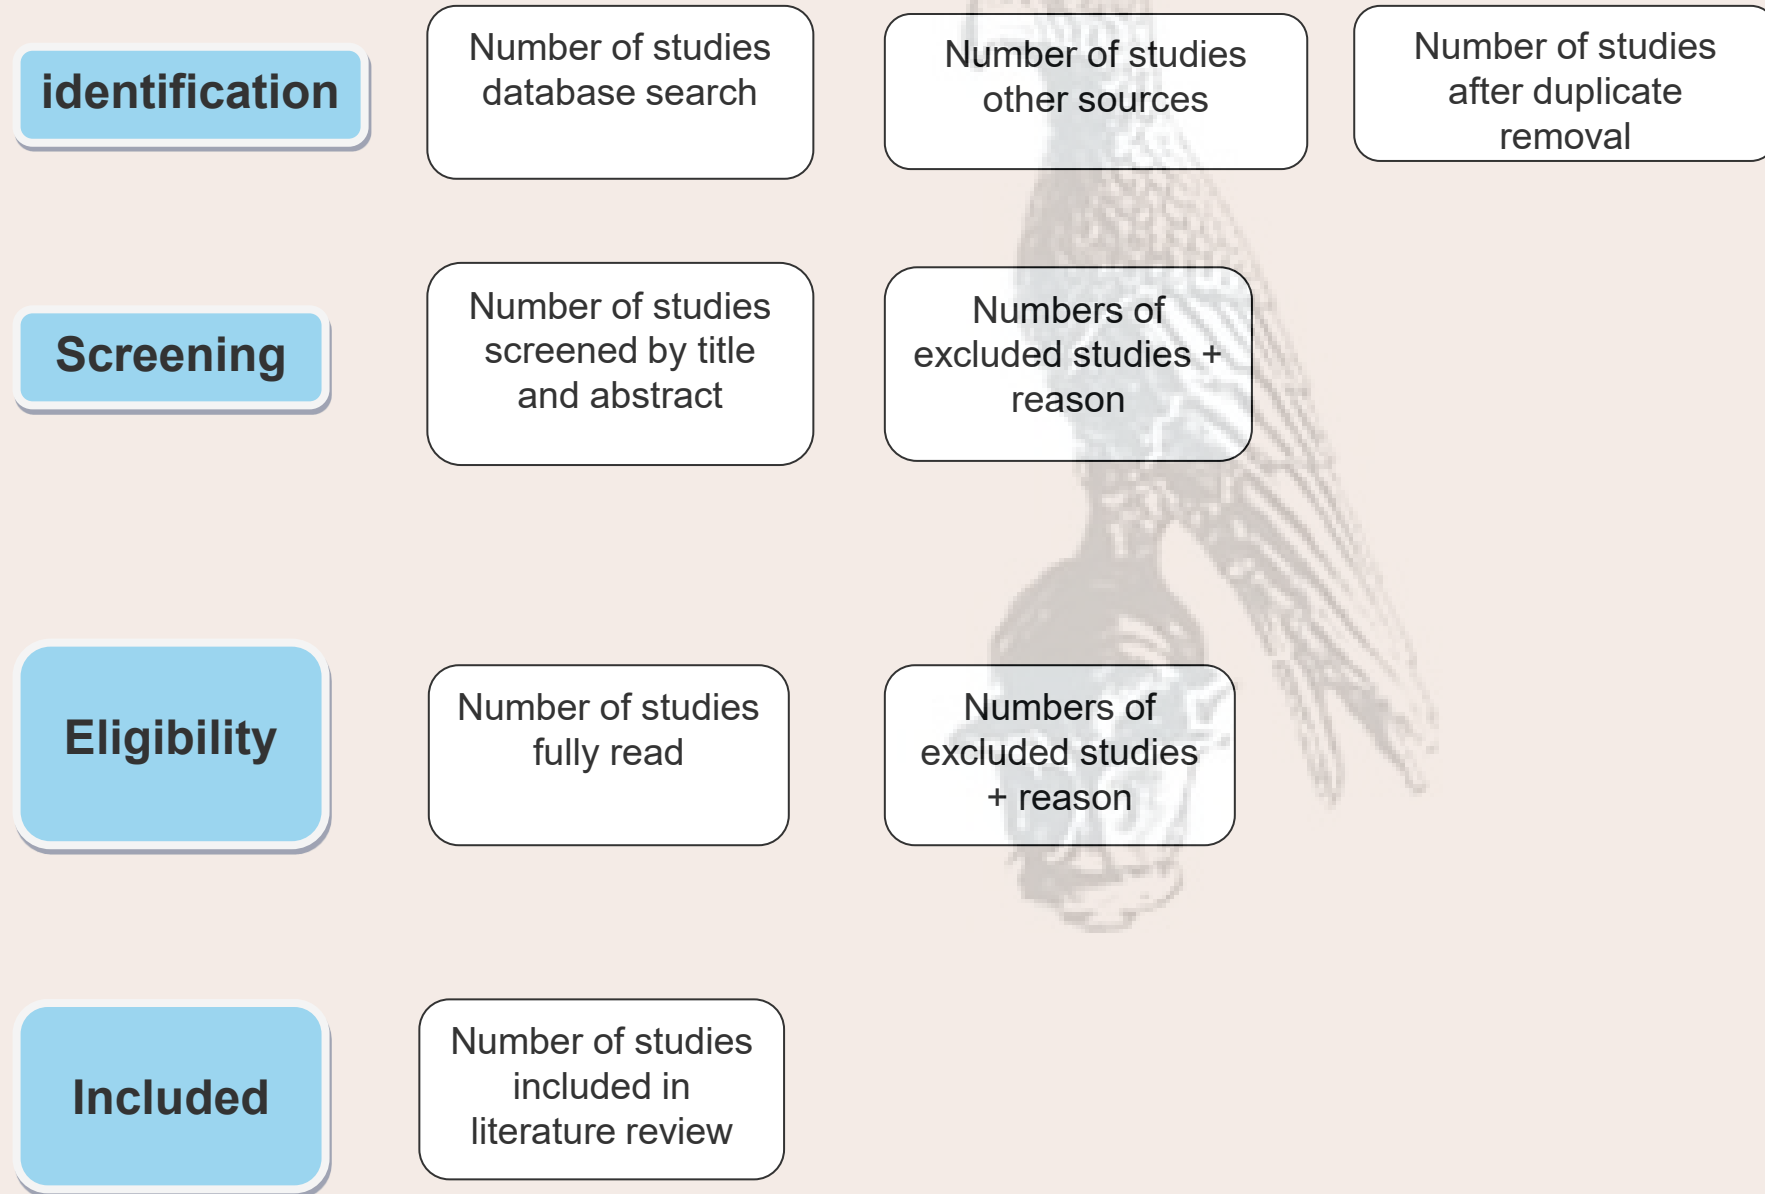 identification
Number of studies
database search
Number of studies
other sources
Number of studies
after duplicate
removal
Screening
Number of studies
screened by title
and abstract
Numbers of
excluded studies +
reason
Eligibility
Number of studies
fully read
Numbers of
excluded studies
+ reason
Included
Number of studies
included in
literature review